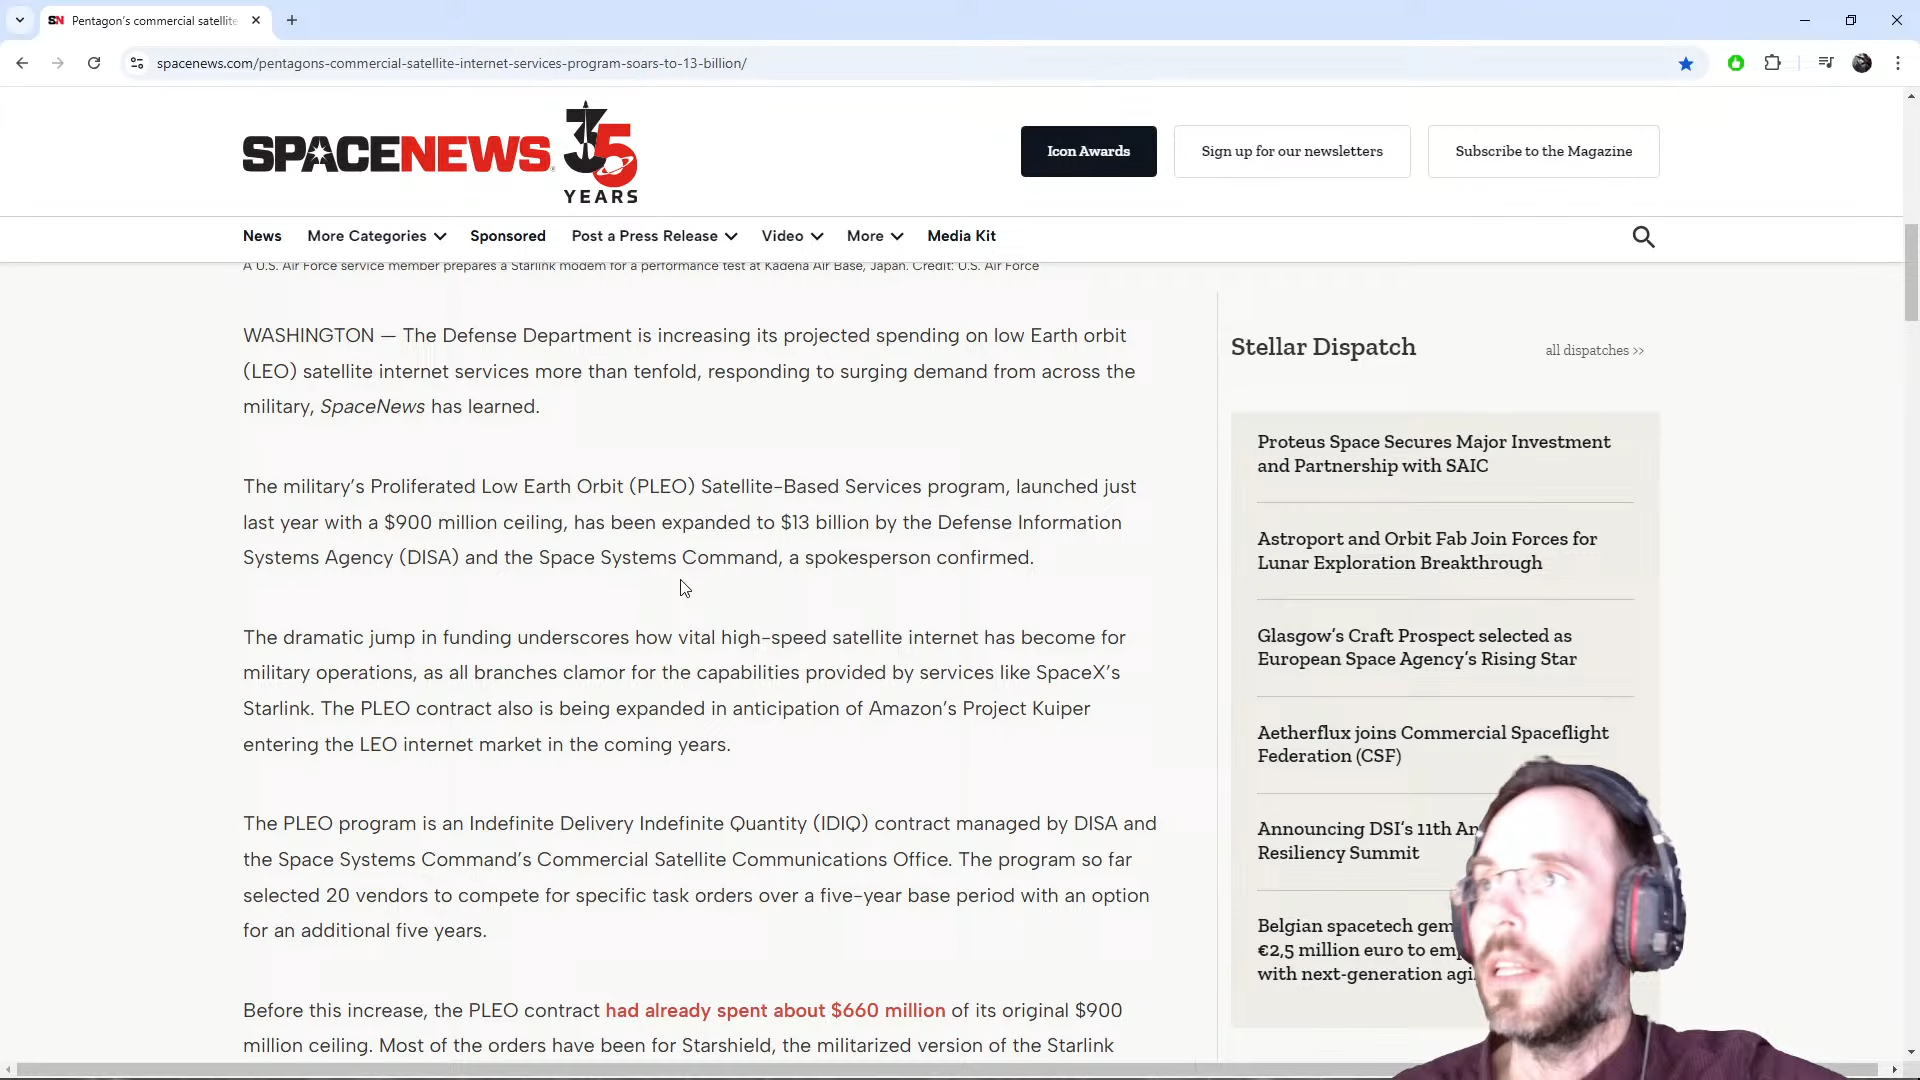 SN Pentagon's commercial satellite
spacenews.com/pentagons-commercial-satellite-internet-services-program-soars-to-13-billion/
SPACENEWS
35
YEARS
Icon Awards
Sign up for our newsletters
Subscribe to the Magazine
News
More Categories
Sponsored
Post a Press Release
Video
More
Media Kit
A U.S. Air Force service member prepares a Starlink modem for a performance test at Kadena Air Base, Japan. Credit: U.S. Air Force
WASHINGTON — The Defense Department is increasing its projected spending on low Earth orbit
(LEO) satellite internet services more than tenfold, responding to surging demand from across the
military, SpaceNews has learned.
The military's Proliferated Low Earth Orbit (PLEO) Satellite-Based Services program, launched just
last year with a $900 million ceiling, has been expanded to $13 billion by the Defense Information
Systems Agency (DISA) and the Space Systems Command, a spokesperson confirmed.
The dramatic jump in funding underscores how vital high-speed satellite internet has become for
military operations, as all branches clamor for the capabilities provided by services like SpaceX's
Starlink. The PLEO contract also is being expanded in anticipation of Amazon's Project Kuiper
entering the LEO internet market in the coming years.
The PLEO program is an Indefinite Delivery Indefinite Quantity (IDIQ) contract managed by DISA and
the Space Systems Command's Commercial Satellite Communications Office. The program so far
selected 20 vendors to compete for specific task orders over a five-year base period with an option
for an additional five years.
Before this increase, the PLEO contract had already spent about $660 million of its original $900
million ceiling. Most of the orders have been for Starshield, the militarized version of the Starlink
Stellar Dispatch
all dispatches >>
Proteus Space Secures Major Investment
and Partnership with SAIC
Astroport and Orbit Fab Join Forces for
Lunar Exploration Breakthrough
Glasgow's Craft Prospect selected as
European Space Agency's Rising Star
Aetherflux joins Commercial Spaceflight
Federation (CSF)
Announcing DSI's 11th An
Resiliency Summit
Belgian spacetech gem
€2,5 million euro to em
with next-generation agi